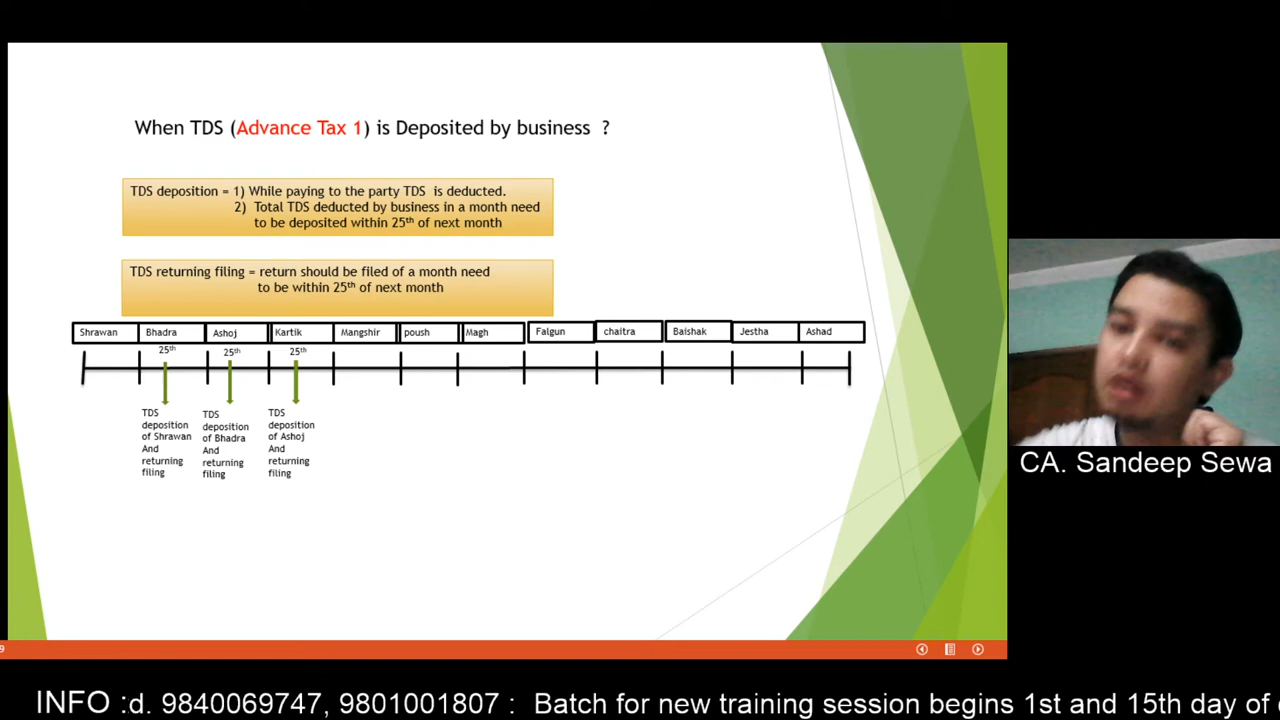 When TDS (Advance Tax 1) is Deposited by business ?
TDS deposition = 1) While paying to the party TDS is deducted.
2) Total TDS deducted by business in a month need
to be deposited within 25th of next month
TDS returning filing = return should be filed of a month need
to be within 25th of next month
Shrawan Bhadra Ashoj Kartik Mangshir poush Magh Falgun chaitra Baishak Jestha Ashad
25th 25th 25th
TDS
deposition
of Shrawan
And
returning
filing
TDS
deposition
of Bhadra
And
returning
filing
TDS
deposition
of Ashoj
And
returning
filing
CA. Sandeep Sewa
9
INFO :d. 9840069747, 9801001807 : Batch for new training session begins 1st and 15th day of